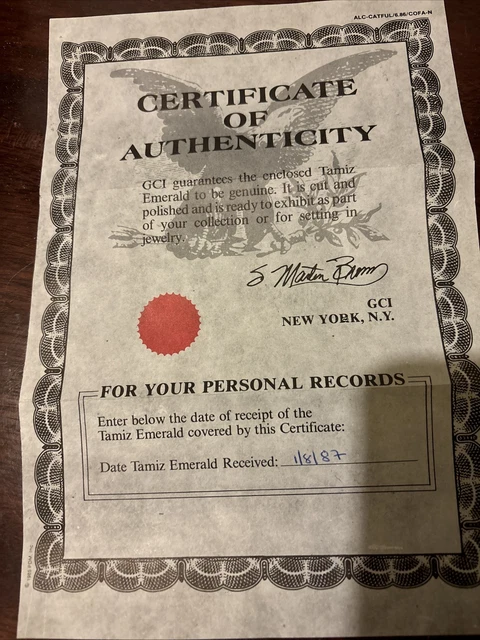 ALC-CATFUL/6.86/COFA-N
CERTIFICATE
OF
AUTHENTICITY
GCI guarantees the enclosed Tamiz
Emerald to be genuine. It is cut and
polished and is ready to exhibit as part
of your collection or for setting in
jewelry.
S Martin Brown
GCI
NEW YORK, N.Y.
FOR YOUR PERSONAL RECORDS
Enter below the date of receipt of the
Tamiz Emerald covered by this Certificate:
Date Tamiz Emerald Received: 1/8/87